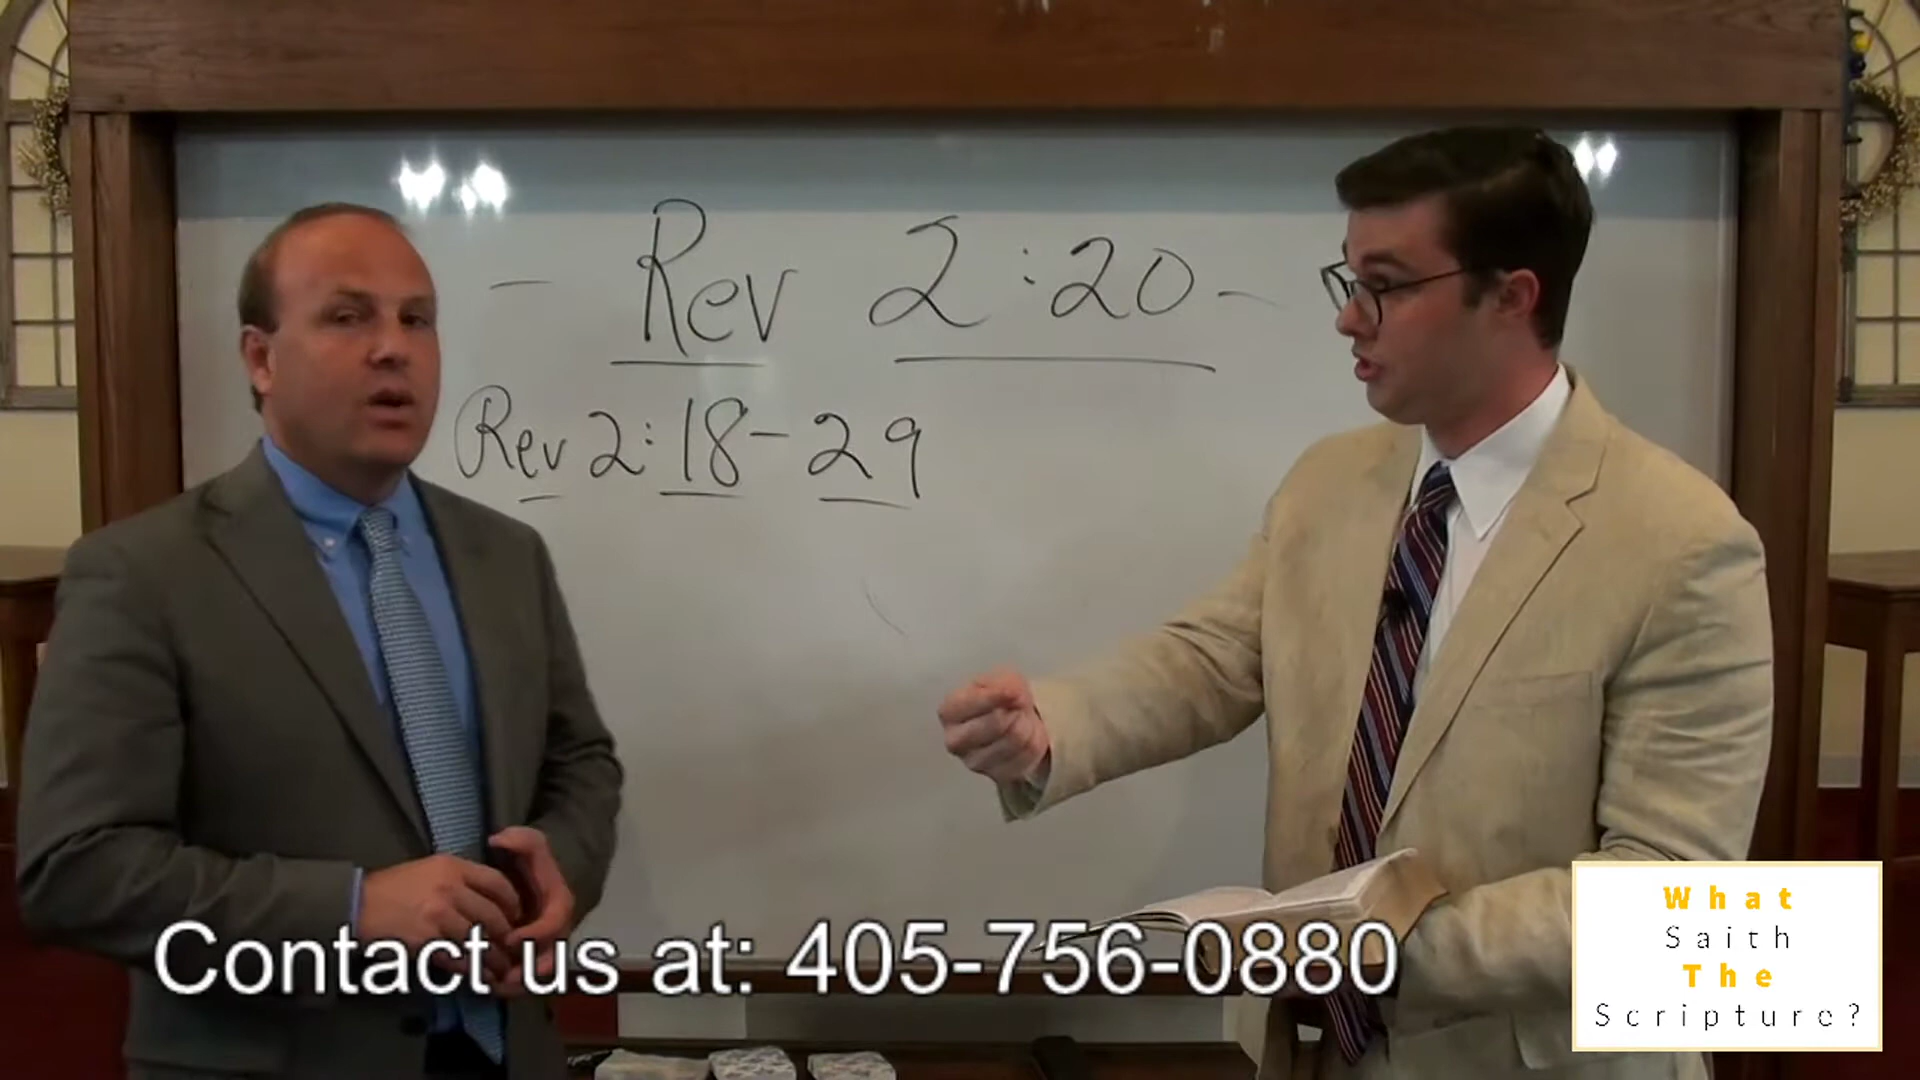 - Rev 2:20 -
Rev 2:18-29
Contact us at: 405-756-0880
What
Saith
The
Scripture?